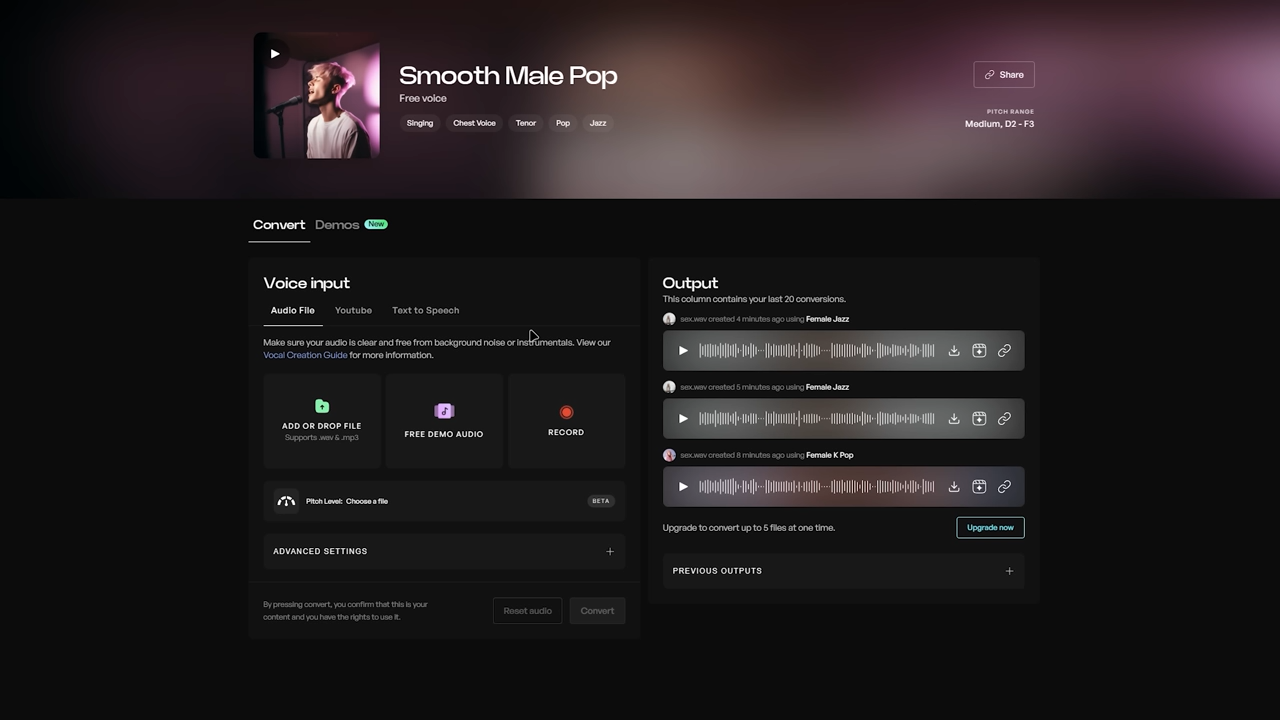 Smooth Male Pop
Free voice
Singing Chest Voice Tenor Pop Jazz
Share
PITCH RANGE
Medium, D2 - F3
Convert Demos New
Voice input
Audio File Youtube Text to Speech
Make sure your audio is clear and free from background noise or instrumentals. View our
Vocal Creation Guide for more information.
ADD OR DROP FILE
Supports .wav & .mp3
FREE DEMO AUDIO
RECORD
Pitch Level: Choose a file
BETA
ADVANCED SETTINGS
By pressing convert, you confirm that this is your
content and you have the rights to use it.
Reset audio
Convert
Output
This column contains your last 20 conversions.
sex.wav created 4 minutes ago using Female Jazz
sex.wav created 5 minutes ago using Female Jazz
sex.wav created 8 minutes ago using Female K Pop
Upgrade to convert up to 5 files at one time.
Upgrade now
PREVIOUS OUTPUTS